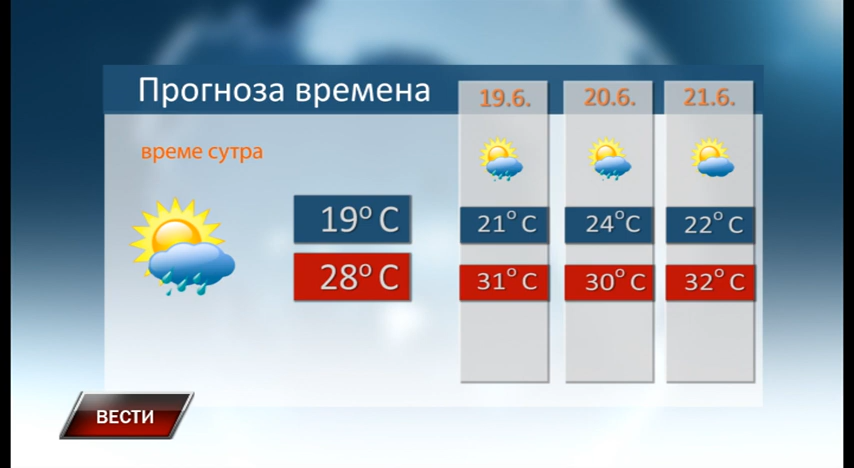 Прогноза времена
време сутра
19° C
28° C
19.6.
21° C
31° C
20.6.
24°C
30° C
21.6.
22° C
32° C
ВЕСТИ